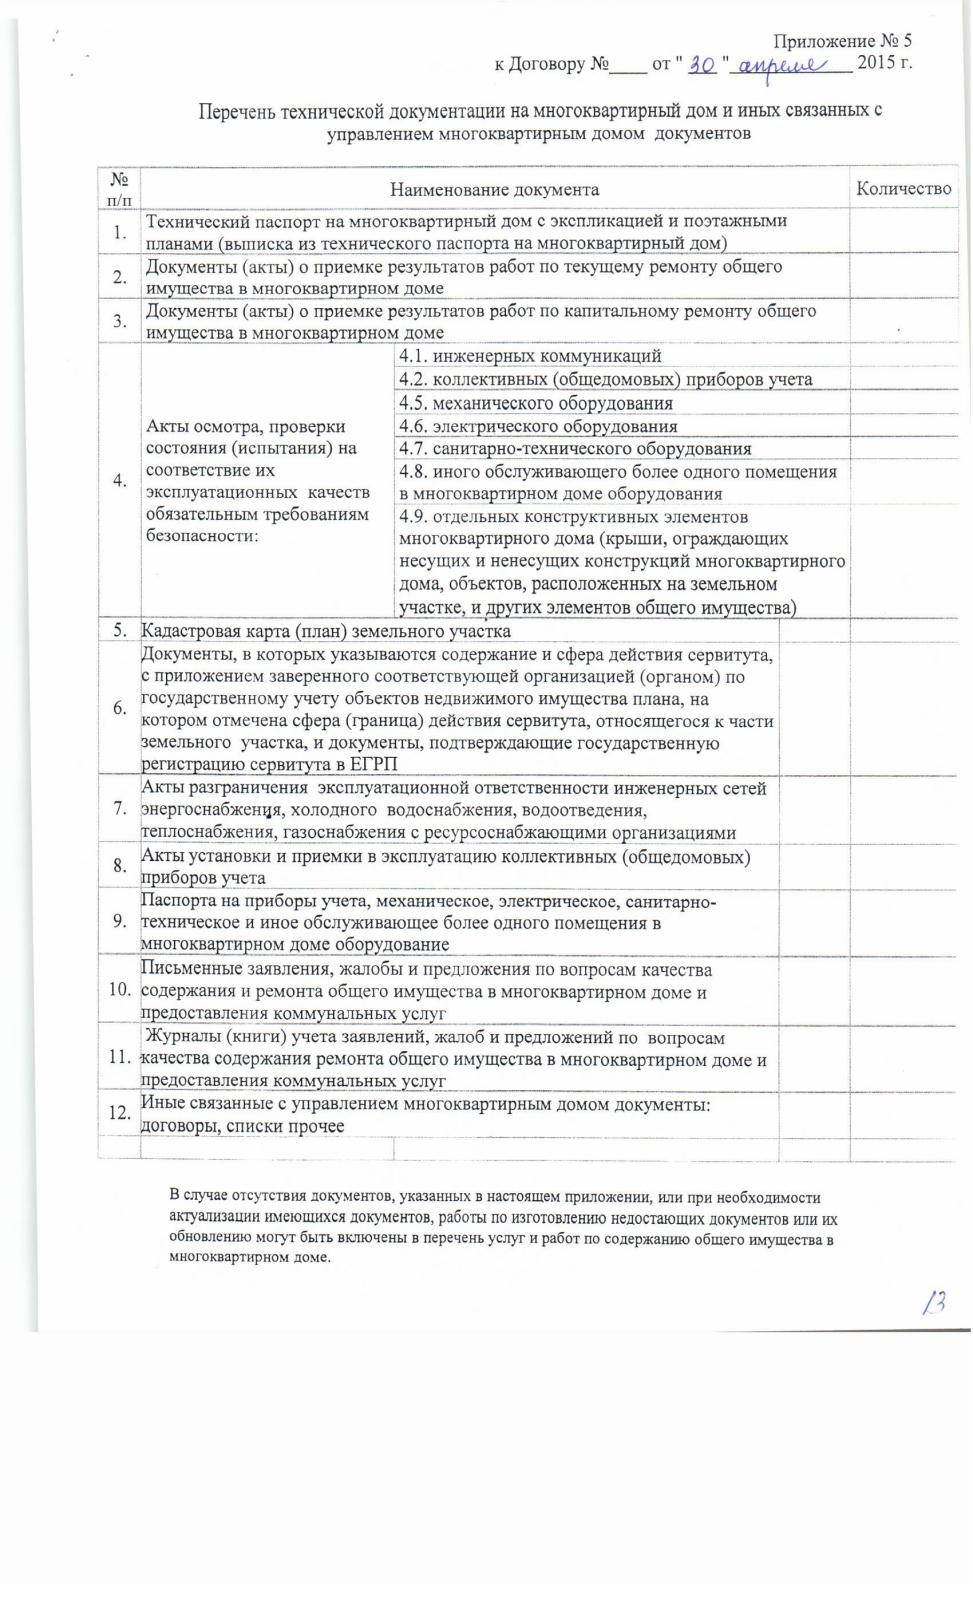 Приложение № 5
к Договору №____ от " 30 "_апреля_ 2015 г.
Перечень технической документации на многоквартирный дом и иных связанных с
управлением многоквартирным домом документов
№
п/п
Наименование документа
Количество
1.
Технический паспорт на многоквартирный дом с экспликацией и поэтажными
планами (выписка из технического паспорта на многоквартирный дом)
2.
Документы (акты) о приемке результатов работ по текущему ремонту общего
имущества в многоквартирном доме
3.
Документы (акты) о приемке результатов работ по капитальному ремонту общего
имущества в многоквартирном доме
4.
Акты осмотра, проверки
состояния (испытания) на
соответствие их
эксплуатационных качеств
обязательным требованиям
безопасности:
4.1. инженерных коммуникаций
4.2. коллективных (общедомовых) приборов учета
4.5. механического оборудования
4.6. электрического оборудования
4.7. санитарно-технического оборудования
4.8. иного обслуживающего более одного помещения
в многоквартирном доме оборудования
4.9. отдельных конструктивных элементов
многоквартирного дома (крыши, ограждающих
несущих и ненесущих конструкций многоквартирного
дома, объектов, расположенных на земельном
участке, и других элементов общего имущества)
5.
Кадастровая карта (план) земельного участка
6.
Документы, в которых указываются содержание и сфера действия сервитута,
с приложением заверенного соответствующей организацией (органом) по
государственному учету объектов недвижимого имущества плана, на
котором отмечена сфера (граница) действия сервитута, относящегося к части
земельного участка, и документы, подтверждающие государственную
регистрацию сервитута в ЕГРП
7.
Акты разграничения эксплуатационной ответственности инженерных сетей
энергоснабжения, холодного водоснабжения, водоотведения,
теплоснабжения, газоснабжения с ресурсоснабжающими организациями
8.
Акты установки и приемки в эксплуатацию коллективных (общедомовых)
приборов учета
9.
Паспорта на приборы учета, механическое, электрическое, санитарно-
техническое и иное обслуживающее более одного помещения в
многоквартирном доме оборудование
10.
Письменные заявления, жалобы и предложения по вопросам качества
содержания и ремонта общего имущества в многоквартирном доме и
предоставления коммунальных услуг
11.
Журналы (книги) учета заявлений, жалоб и предложений по вопросам
качества содержания ремонта общего имущества в многоквартирном доме и
предоставления коммунальных услуг
12.
Иные связанные с управлением многоквартирным домом документы:
договоры, списки прочее
В случае отсутствия документов, указанных в настоящем приложении, или при необходимости
актуализации имеющихся документов, работы по изготовлению недостающих документов или их
обновлению могут быть включены в перечень услуг и работ по содержанию общего имущества в
многоквартирном доме.
13